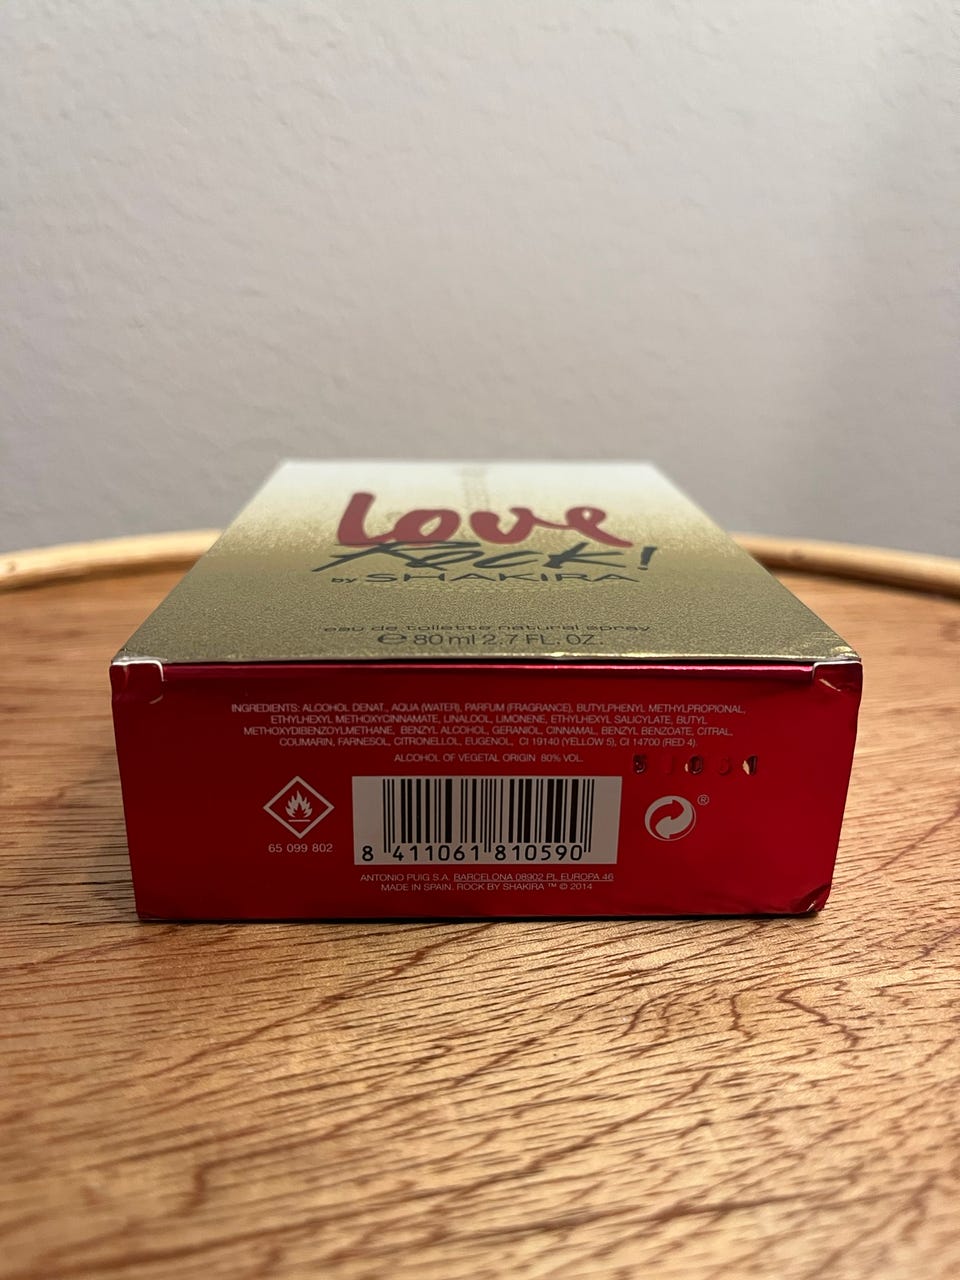 Love
Rock!
by SHAKIRA
eau de toilette natural spray
e 80 ml 2.7 FL. OZ.
INGREDIENTS: ALCOHOL DENAT., AQUA (WATER), PARFUM (FRAGRANCE), BUTYLPHENYL METHYLPROPIONAL,
ETHYLHEXYL METHOXYCINNAMATE, LINALOOL, LIMONENE, ETHYLHEXYL SALICYLATE, BUTYL
METHOXYDIBENZOYLMETHANE, BENZYL ALCOHOL, GERANIOL, CINNAMAL, BENZYL BENZOATE, CITRAL,
COUMARIN, FARNESOL, CITRONELLOL, EUGENOL, CI 19140 (YELLOW 5), CI 14700 (RED 4).
ALCOHOL OF VEGETAL ORIGIN 80% VOL.
65 099 802
8 411061 810590
®
ANTONIO PUIG S.A. BARCELONA 08902 PL EUROPA 46
MADE IN SPAIN. ROCK BY SHAKIRA ™ © 2014